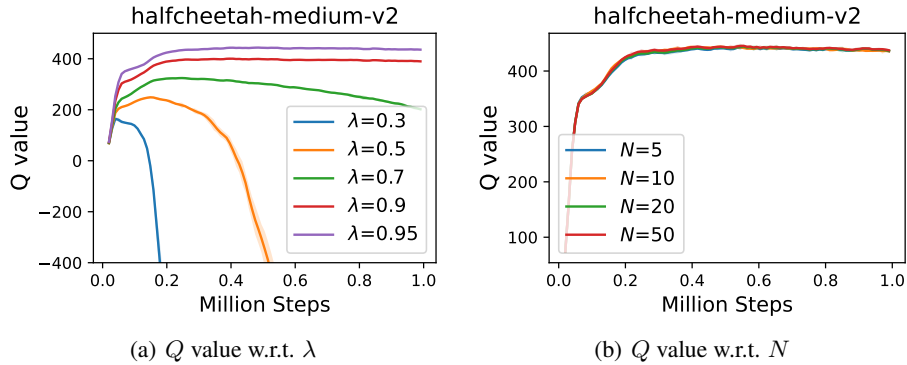 halfcheetah-medium-v2
Q value
400
200
0
−200
−400
λ=0.3
λ=0.5
λ=0.7
λ=0.9
λ=0.95
0.0 0.2 0.4 0.6 0.8 1.0
Million Steps
(a) Q value w.r.t. λ
halfcheetah-medium-v2
Q value
400
300
200
100
N=5
N=10
N=20
N=50
0.0 0.2 0.4 0.6 0.8 1.0
Million Steps
(b) Q value w.r.t. N